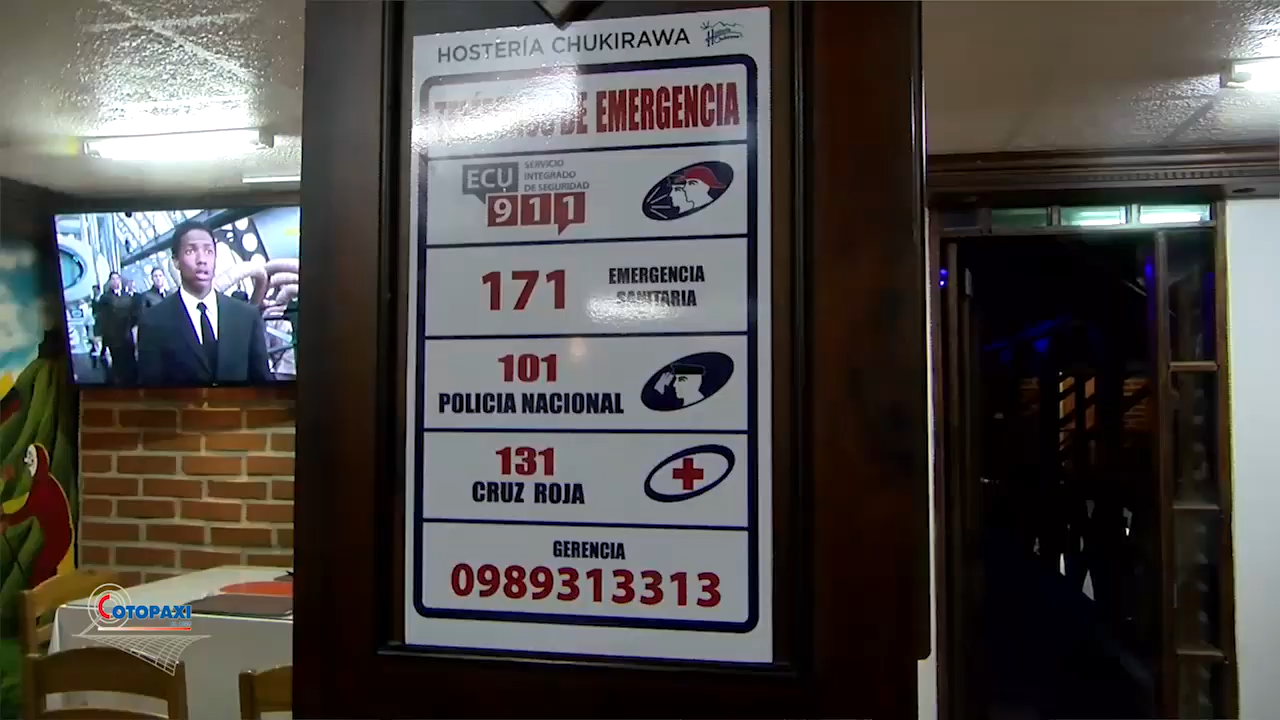 HOSTERÍA CHUKIRAWA
TELÉFONOS DE EMERGENCIA
ECU
911
SERVICIO
INTEGRADO
DE SEGURIDAD
171
EMERGENCIA
SANITARIA
101
POLICIA NACIONAL
131
CRUZ ROJA
GERENCIA
0989313313
COTOPAXI